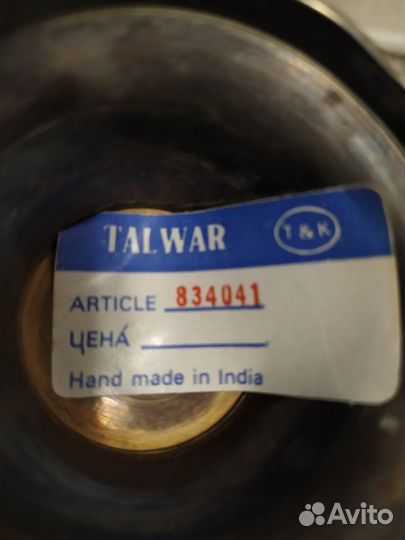 TALWAR T & K
ARTICLE 834041
ЦЕНА́
Hand made in India
Avito